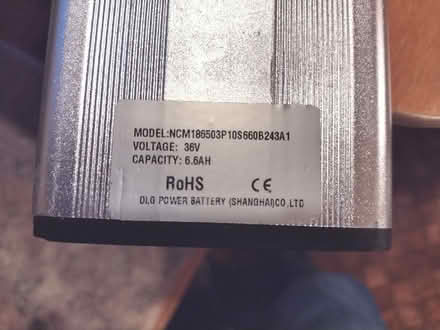 MODEL:NCM186503P10S660B243A1
VOLTAGE: 36V
CAPACITY: 6.6AH
RoHS CE
DLG POWER BATTERY (SHANGHAI)CO.,LTD